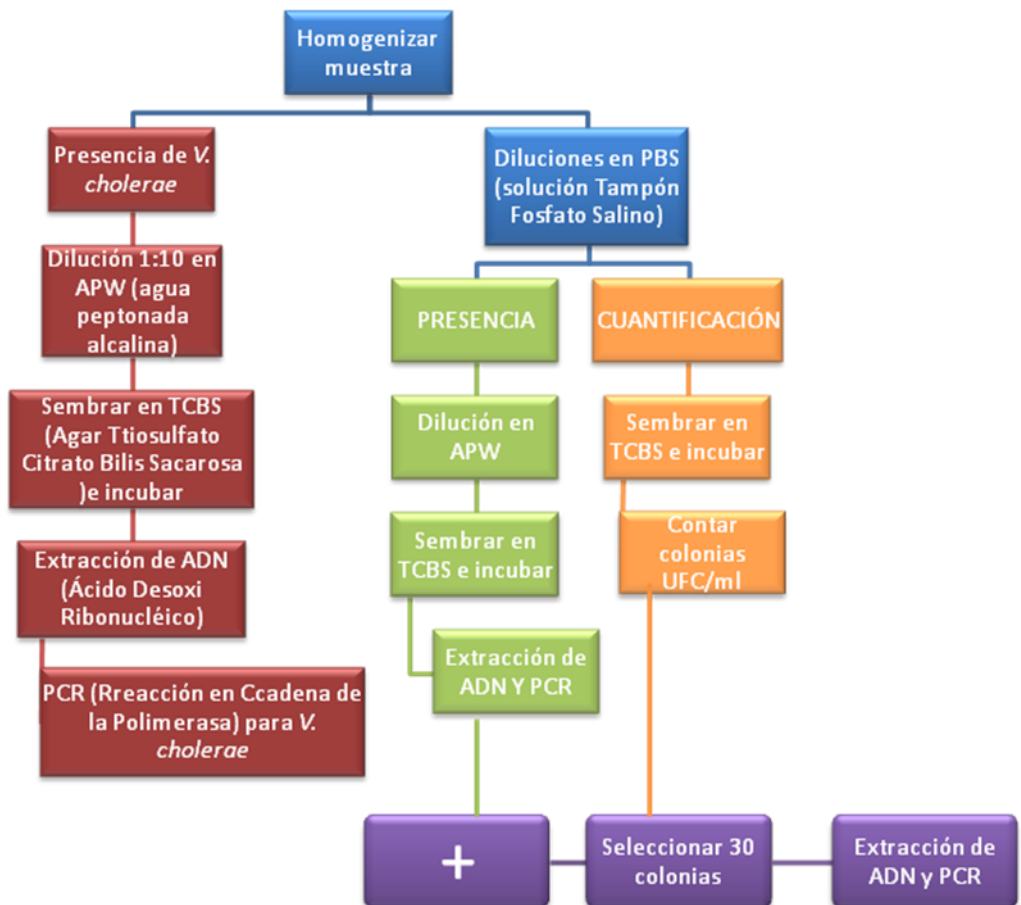 Homogenizar
muestra
Presencia de V.
cholerae
Dilución 1:10 en
APW (agua
peptonada
alcalina)
Sembrar en TCBS
(Agar Ttiosulfato
Citrato Bilis Sacarosa
)e incubar
Extracción de ADN
(Ácido Desoxi
Ribonucléico)
PCR (Rreacción en Ccadena de
la Polimerasa) para V.
cholerae
Diluciones en PBS
(solución Tampón
Fosfato Salino)
PRESENCIA
Dilución en
APW
Sembrar en
TCBS e incubar
Extracción de
ADN Y PCR
CUANTIFICACIÓN
Sembrar en
TCBS e incubar
Contar
colonias
UFC/ml
+
Seleccionar 30
colonias
Extracción de
ADN y PCR